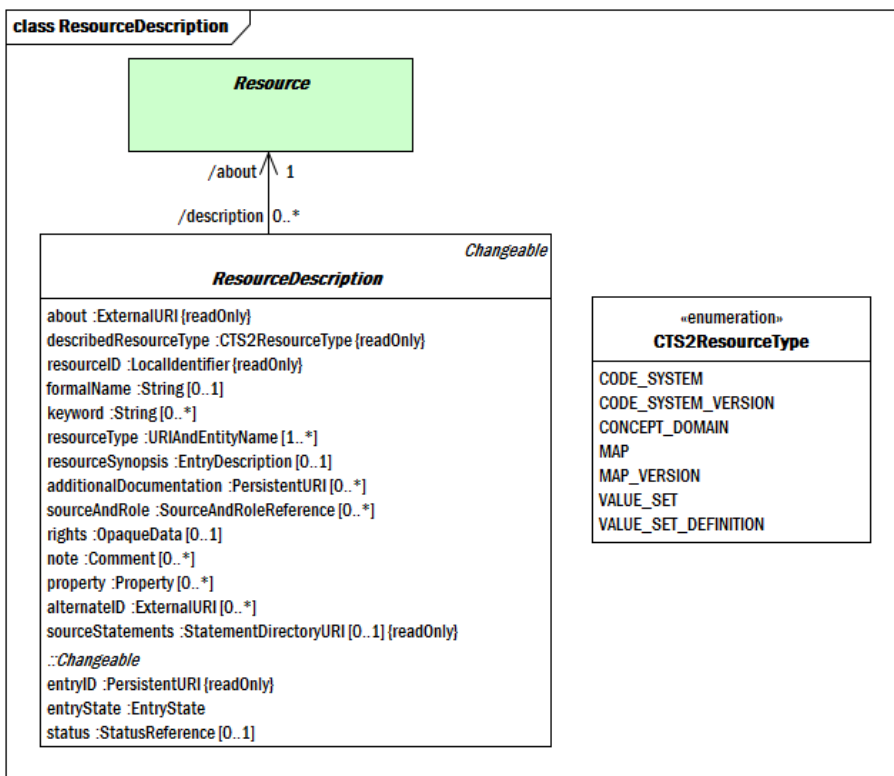 class ResourceDescription
Resource
/about 1
/description 0..*
Changeable
ResourceDescription
about :ExternalURI {readOnly}
describedResourceType :CTS2ResourceType {readOnly}
resourceID :LocalIdentifier {readOnly}
formalName :String [0..1]
keyword :String [0..*]
resourceType :URIAndEntityName [1..*]
resourceSynopsis :EntryDescription [0..1]
additionalDocumentation :PersistentURI [0..*]
sourceAndRole :SourceAndRoleReference [0..*]
rights :OpaqueData [0..1]
note :Comment [0..*]
property :Property [0..*]
alternateID :ExternalURI [0..*]
sourceStatements :StatementDirectoryURI [0..1] {readOnly}
::Changeable
entryID :PersistentURI {readOnly}
entryState :EntryState
status :StatusReference [0..1]
«enumeration»
CTS2ResourceType
CODE_SYSTEM
CODE_SYSTEM_VERSION
CONCEPT_DOMAIN
MAP
MAP_VERSION
VALUE_SET
VALUE_SET_DEFINITION